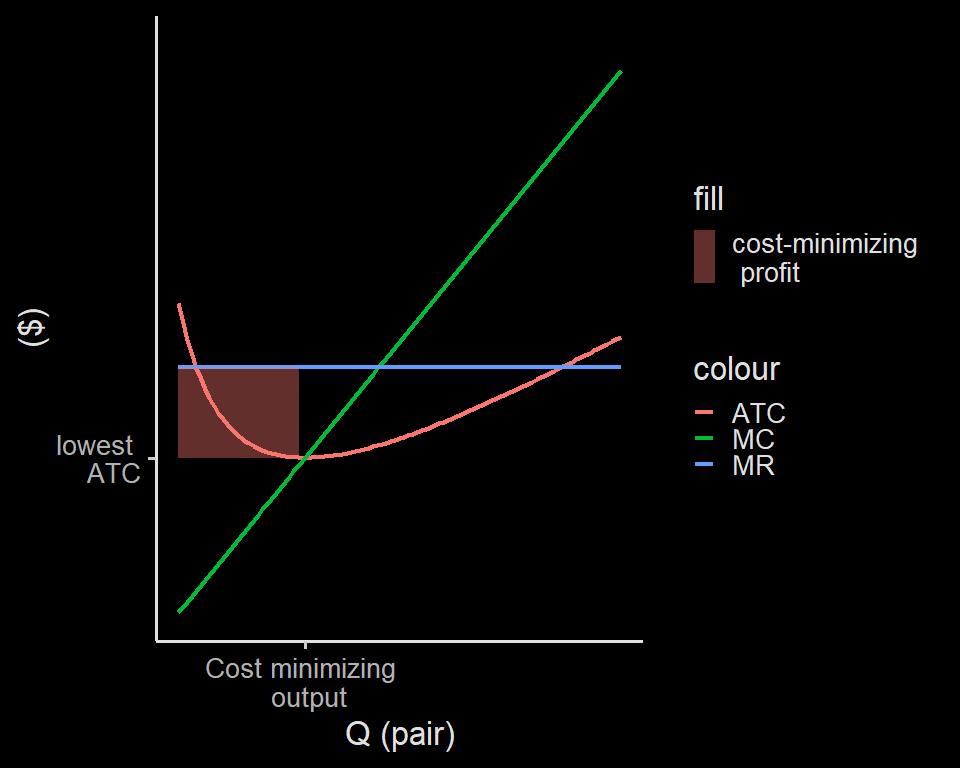 ($)
lowest
ATC
Cost minimizing
output
Q (pair)
fill
cost-minimizing
profit
colour
ATC
MC
MR